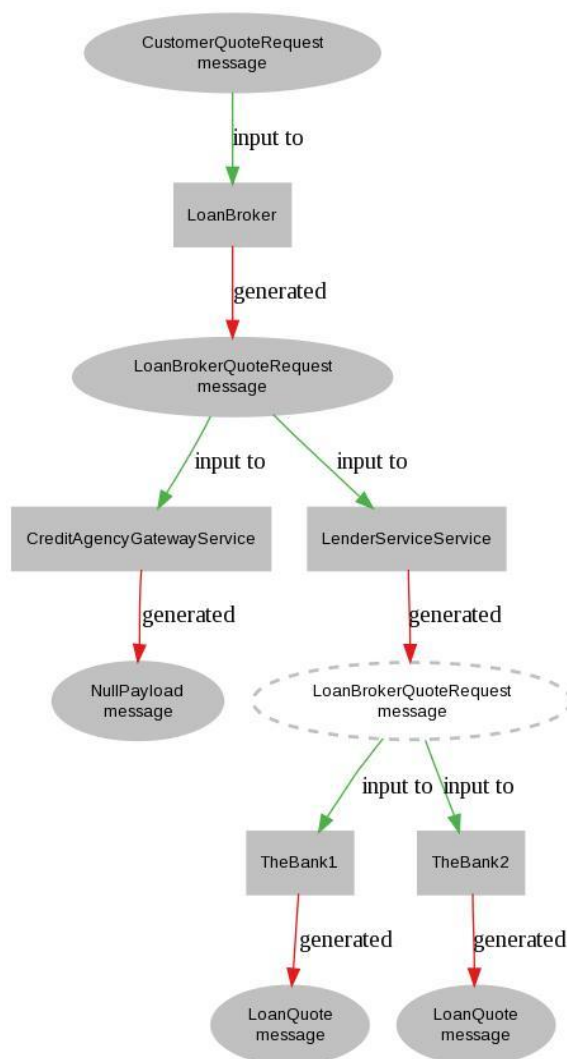 CustomerQuoteRequest
message
input to
LoanBroker
generated
LoanBrokerQuoteRequest
message
input to
input to
CreditAgencyGatewayService
LenderServiceService
generated
generated
NullPayload
message
LoanBrokerQuoteRequest
message
input to
input to
TheBank1
TheBank2
generated
generated
LoanQuote
message
LoanQuote
message